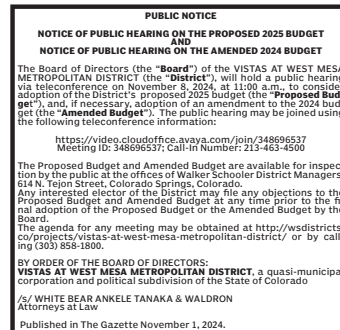 PUBLIC NOTICE
NOTICE OF PUBLIC HEARING ON THE PROPOSED 2025 BUDGET
AND
NOTICE OF PUBLIC HEARING ON THE AMENDED 2024 BUDGET
The Board of Directors (the "Board") of the VISTAS AT WEST MESA
METROPOLITAN DISTRICT (the "District"), will hold a public hearing
via teleconference on November 8, 2024, at 11:00 a.m., to conside
adoption of the District's proposed 2025 budget (the "Proposed Bud
get"), and, if necessary, adoption of an amendment to the 2024 bud
get (the "Amended Budget"). The public hearing may be joined using
the following teleconference information:
https://video.cloudoffice.avaya.com/join/348696537
Meeting ID: 348696537; Call-In Number: 213-463-4500
The Proposed Budget and Amended Budget are available for inspec
tion by the public at the offices of Walker Schooler District Managers
614 N. Tejon Street, Colorado Springs, Colorado.
Any interested elector of the District may file any objections to the
Proposed Budget and Amended Budget at any time prior to the fi
nal adoption of the Proposed Budget or the Amended Budget by the
Board.
The agenda for any meeting may be obtained at http://wsdistricts
co/projects/vistas-at-west-mesa-metropolitan-district/ or by call
ing (303) 858-1800.
BY ORDER OF THE BOARD OF DIRECTORS:
VISTAS AT WEST MESA METROPOLITAN DISTRICT, a quasi-municipa
corporation and political subdivision of the State of Colorado
/s/ WHITE BEAR ANKELE TANAKA & WALDRON
Attorneys at Law
Published in The Gazette November 1, 2024.